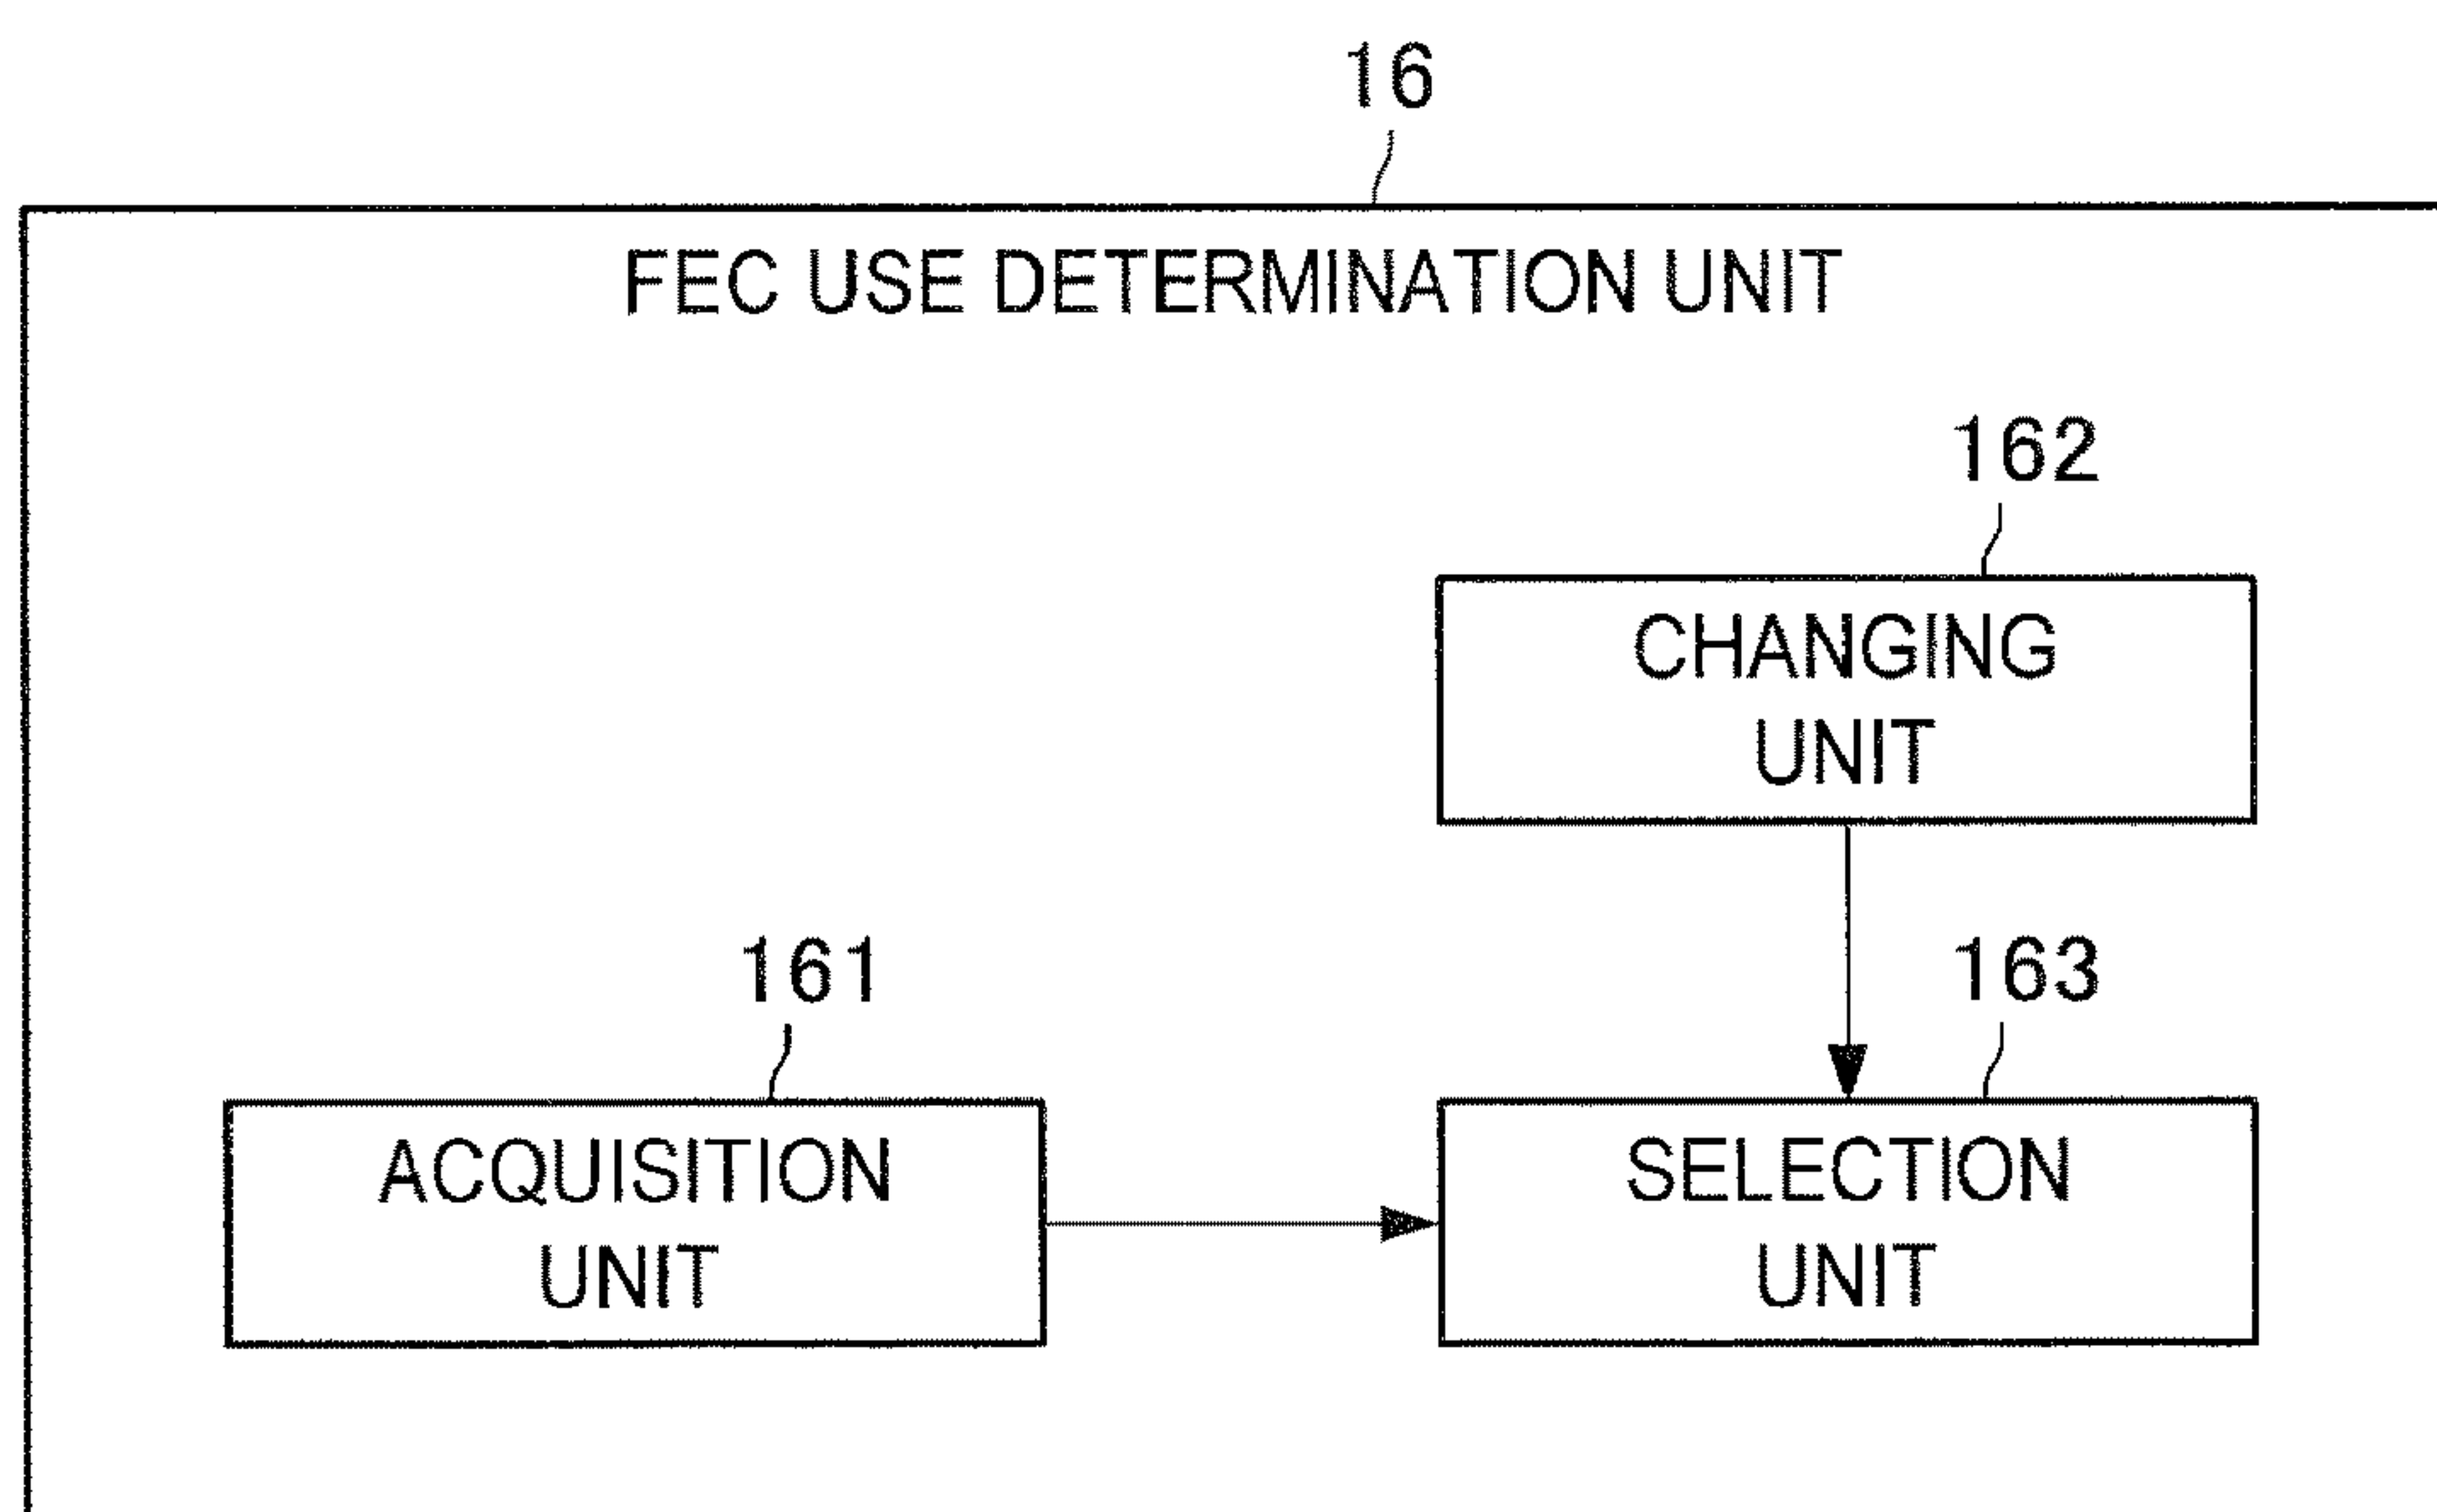 16
FEC USE DETERMINATION UNIT
162
CHANGING
UNIT
161
163
ACQUISITION
UNIT
SELECTION
UNIT